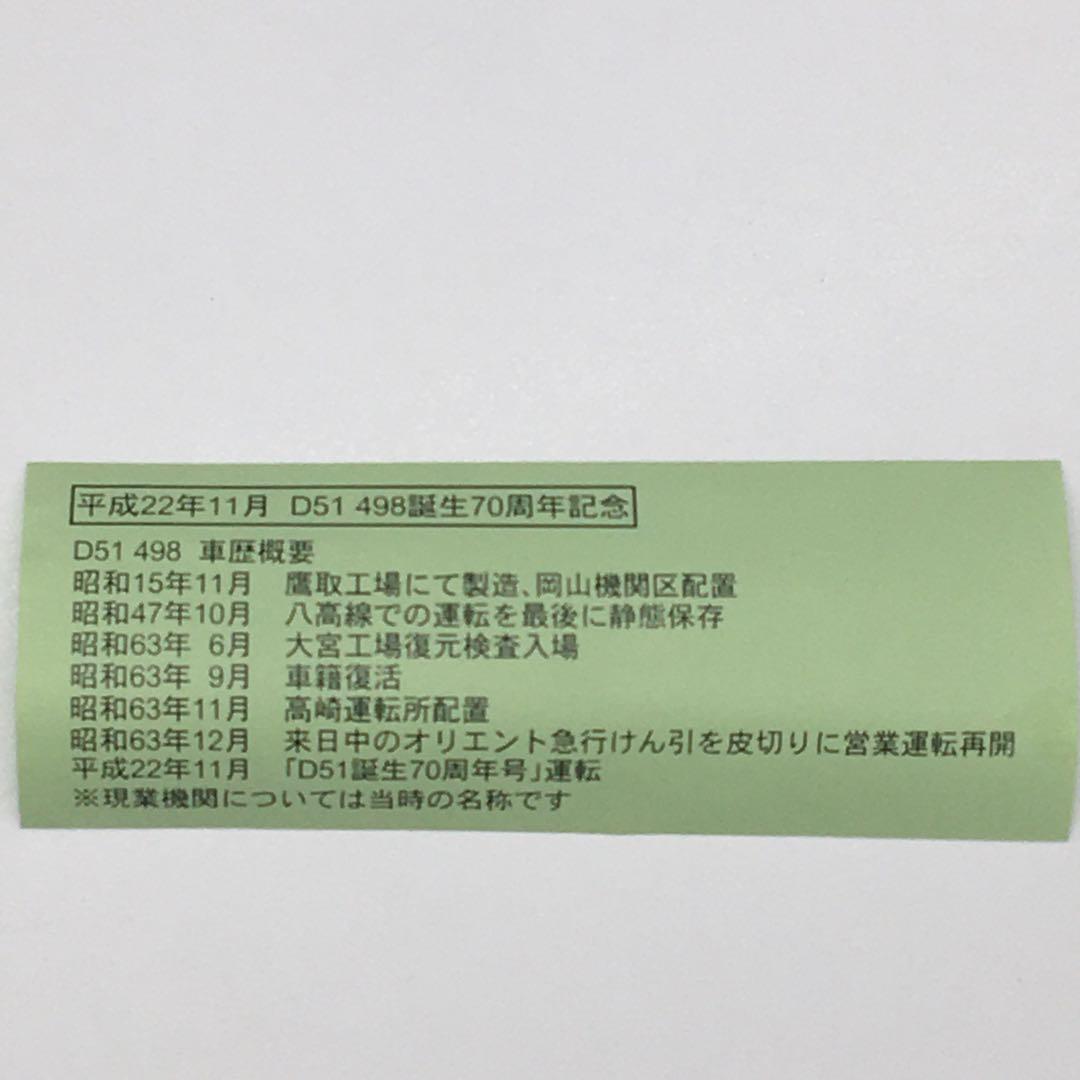 平成22年11月 D51 498誕生70周年記念
D51 498 車歴概要
昭和15年11月 鷹取工場にて製造、岡山機関区配置
昭和47年10月 八高線での運転を最後に静態保存
昭和63年 6月 大宮工場復元検査入場
昭和63年 9月 車籍復活
昭和63年11月 高崎運転所配置
昭和63年12月 来日中のオリエント急行けん引を皮切りに営業運転再開
平成22年11月 「D51誕生70周年号」運転
※現業機関については当時の名称です